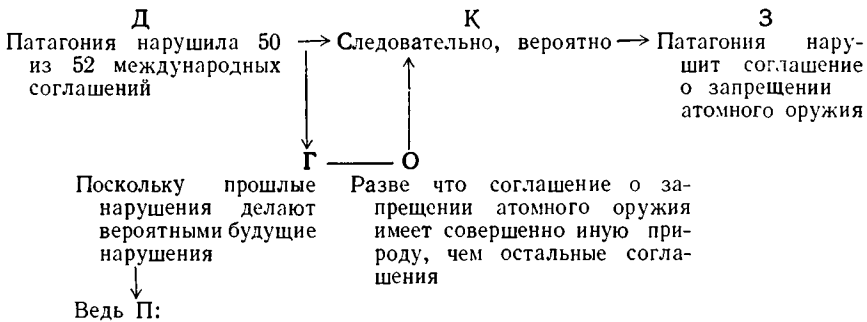 Д К З
Патагония нарушила 50 Следовательно, вероятно Патагония нару-
из 52 международных шит соглашение
соглашений о запрещении
атомного оружия
Г О
Поскольку прошлые Разве что соглашение о за-
нарушения делают прещении атомного оружия
вероятными будущие имеет совершенно иную при-
нарушения роду, чем остальные согла-
шения
Ведь П: